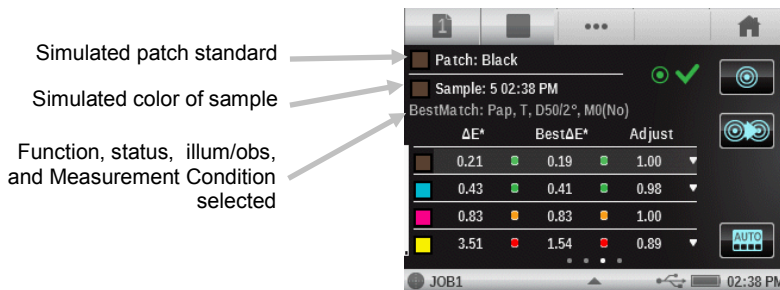 1
Simulated patch standard
Patch: Black
Simulated color of sample
Sample: 5 02:38 PM
BestMatch: Pap, T, D50/2°, M0(No)
Function, status, illum/obs,
and Measurement Condition
selected
ΔE* BestΔE* Adjust
0.21 0.19 1.00
0.43 0.41 0.98
0.83 0.83 1.00
3.51 1.54 0.89
AUTO
JOB1 02:38 PM